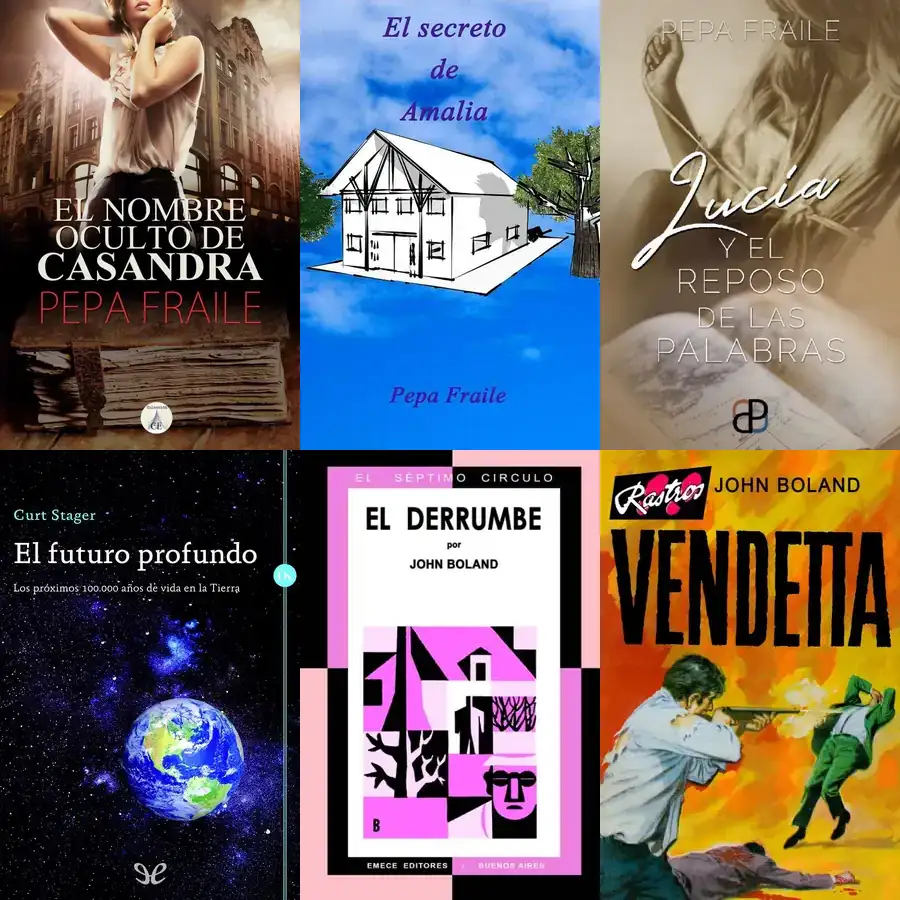 EL NOMBRE
OCULTO DE
CASANDRA
PEPA FRAILE
El secreto
de
Amalia
Pepa Fraile
PEPA FRAILE
Lucía
Y EL
REPOSO
DE LAS
PALABRAS
Curt Stager
El futuro profundo
Los próximos 100.000 años de vida en la Tierra
EL SÉPTIMO CIRCULO
EL DERRUMBE
por
JOHN BOLAND
B
EMECE EDITORES BUENOS AIRES
Rastros
JOHN BOLAND
VENDETTA